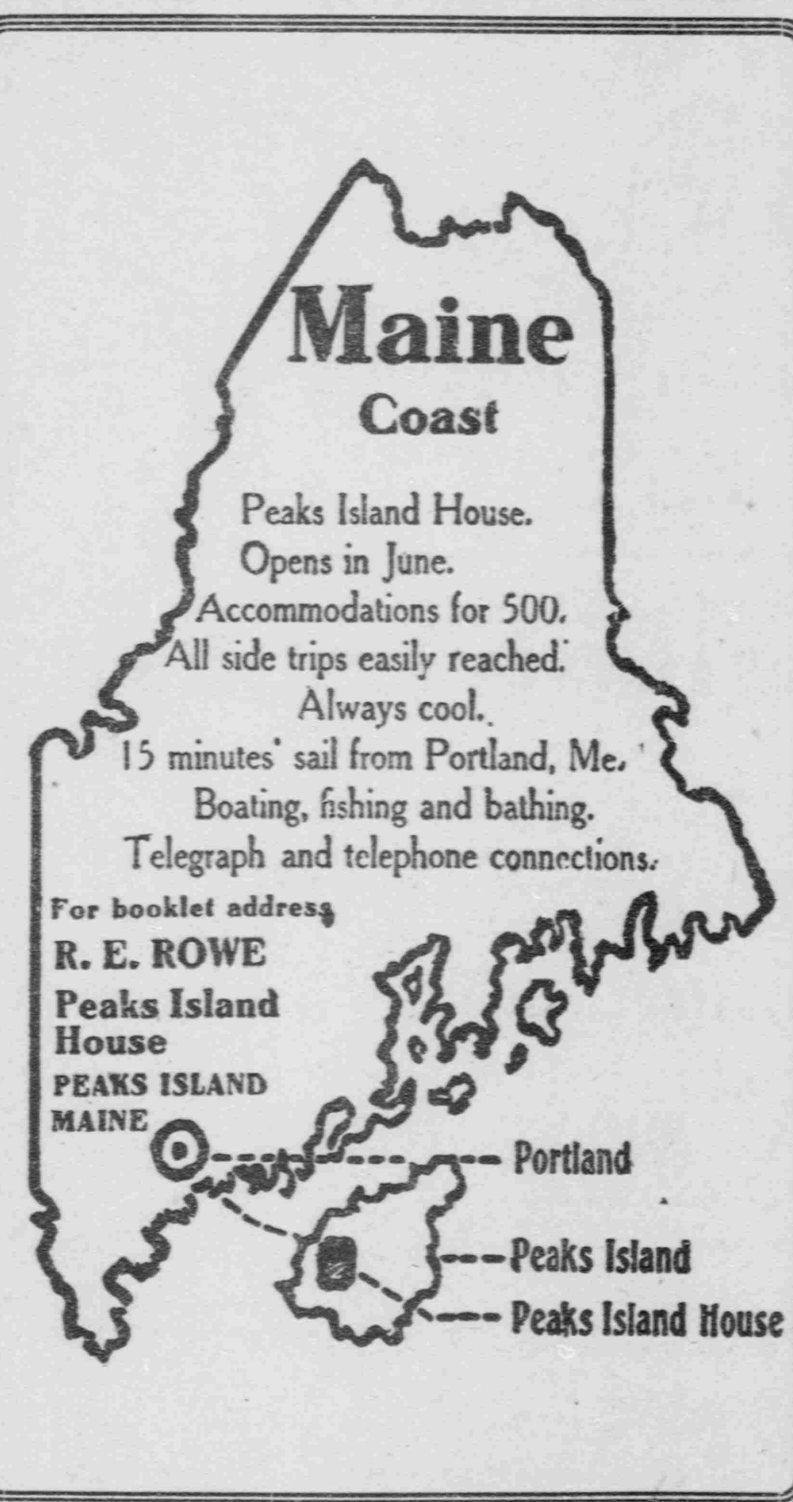 Maine
Coast
Peaks Island House.
Opens in June.
Accommodations for 500.
All side trips easily reached.
Always cool.
15 minutes' sail from Portland, Me.
Boating, fishing and bathing.
Telegraph and telephone connections.
For booklet address
R. E. ROWE
Peaks Island
House
PEAKS ISLAND
MAINE
Portland
Peaks Island
Peaks Island House